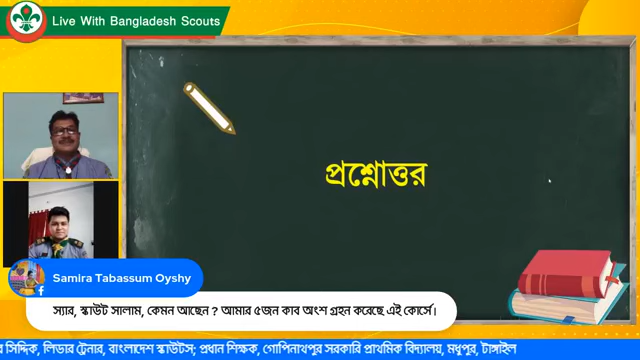 Live With Bangladesh Scouts
প্রশ্নোত্তর
Samira Tabassum Oyshy
স্যার, স্কাউট সালাম, কেমন আছেন ? আমার ৫জন কাব অংশ গ্রহন করেছে এই কোর্সে।
সিদ্দিক, লিডার ট্রেনার, বাংলাদেশ স্কাউটস; প্রধান শিক্ষক, গোপিনাথপুর সরকারি প্রাথমিক বিদ্যালয়, মধুপুর, টাঙ্গাইল